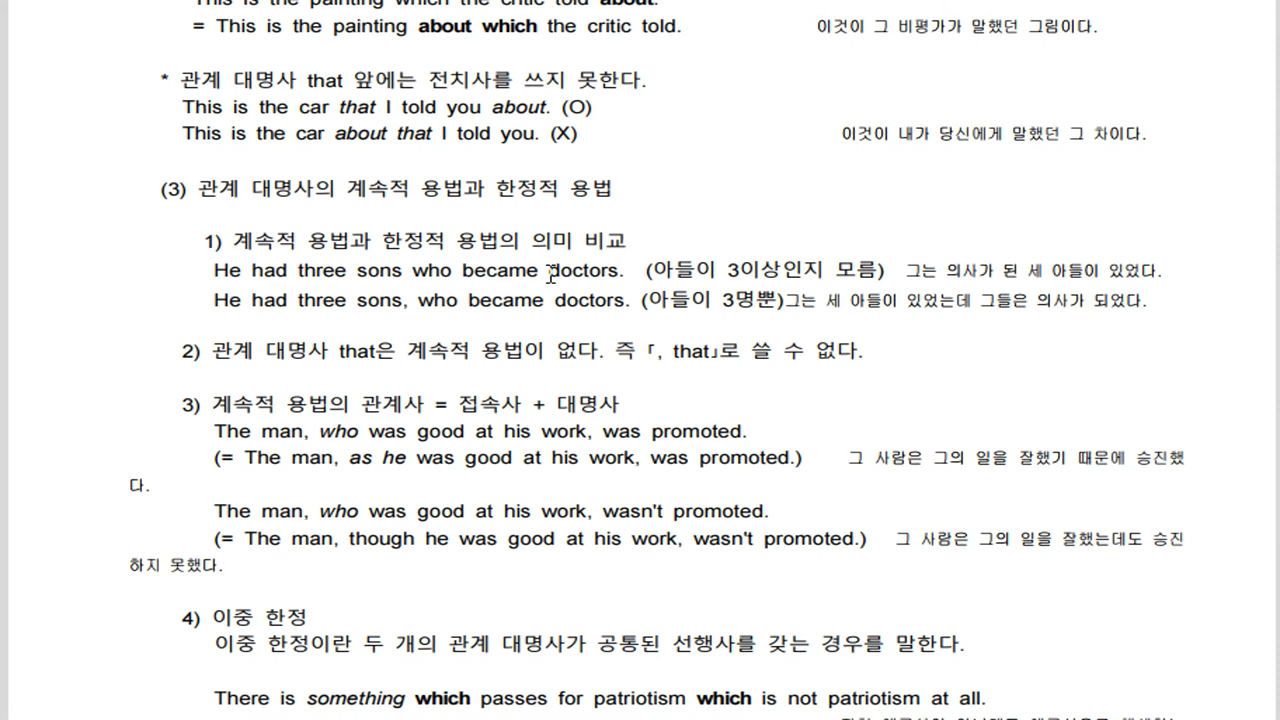 This is the painting which the critic told about.
= This is the painting about which the critic told. 이것이 그 비평가가 말했던 그림이다.
* 관계 대명사 that 앞에는 전치사를 쓰지 못한다.
This is the car that I told you about. (O)
This is the car about that I told you. (X) 이것이 내가 당신에게 말했던 그 차이다.
(3) 관계 대명사의 계속적 용법과 한정적 용법
1) 계속적 용법과 한정적 용법의 의미 비교
He had three sons who became doctors. (아들이 3이상인지 모름) 그는 의사가 된 세 아들이 있었다.
He had three sons, who became doctors. (아들이 3명뿐)그는 세 아들이 있었는데 그들은 의사가 되었다.
2) 관계 대명사 that은 계속적 용법이 없다. 즉 「, that」로 쓸 수 없다.
3) 계속적 용법의 관계사 = 접속사 + 대명사
The man, who was good at his work, was promoted.
(= The man, as he was good at his work, was promoted.) 그 사람은 그의 일을 잘했기 때문에 승진했
다.
The man, who was good at his work, wasn't promoted.
(= The man, though he was good at his work, wasn't promoted.) 그 사람은 그의 일을 잘했는데도 승진
하지 못했다.
4) 이중 한정
이중 한정이란 두 개의 관계 대명사가 공통된 선행사를 갖는 경우를 말한다.
There is something which passes for patriotism which is not patriotism at all.